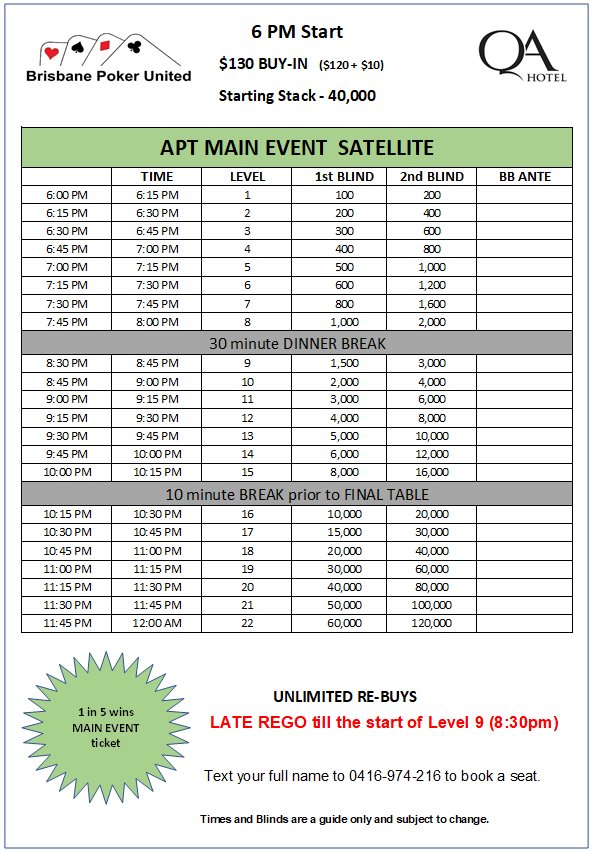 6 PM Start
$130 BUY-IN ($120 + $10)
Starting Stack - 40,000
Brisbane Poker United
QA
HOTEL
APT MAIN EVENT SATELLITE
TIME LEVEL 1st BLIND 2nd BLIND BB ANTE
6:00 PM 6:15 PM 1 100 200
6:15 PM 6:30 PM 2 200 400
6:30 PM 6:45 PM 3 300 600
6:45 PM 7:00 PM 4 400 800
7:00 PM 7:15 PM 5 500 1,000
7:15 PM 7:30 PM 6 600 1,200
7:30 PM 7:45 PM 7 800 1,600
7:45 PM 8:00 PM 8 1,000 2,000
30 minute DINNER BREAK
8:30 PM 8:45 PM 9 1,500 3,000
8:45 PM 9:00 PM 10 2,000 4,000
9:00 PM 9:15 PM 11 3,000 6,000
9:15 PM 9:30 PM 12 4,000 8,000
9:30 PM 9:45 PM 13 5,000 10,000
9:45 PM 10:00 PM 14 6,000 12,000
10:00 PM 10:15 PM 15 8,000 16,000
10 minute BREAK prior to FINAL TABLE
10:15 PM 10:30 PM 16 10,000 20,000
10:30 PM 10:45 PM 17 15,000 30,000
10:45 PM 11:00 PM 18 20,000 40,000
11:00 PM 11:15 PM 19 30,000 60,000
11:15 PM 11:30 PM 20 40,000 80,000
11:30 PM 11:45 PM 21 50,000 100,000
11:45 PM 12:00 AM 22 60,000 120,000
1 in 5 wins
MAIN EVENT
ticket
UNLIMITED RE-BUYS
LATE REGO till the start of Level 9 (8:30pm)
Text your full name to 0416-974-216 to book a seat.
Times and Blinds are a guide only and subject to change.